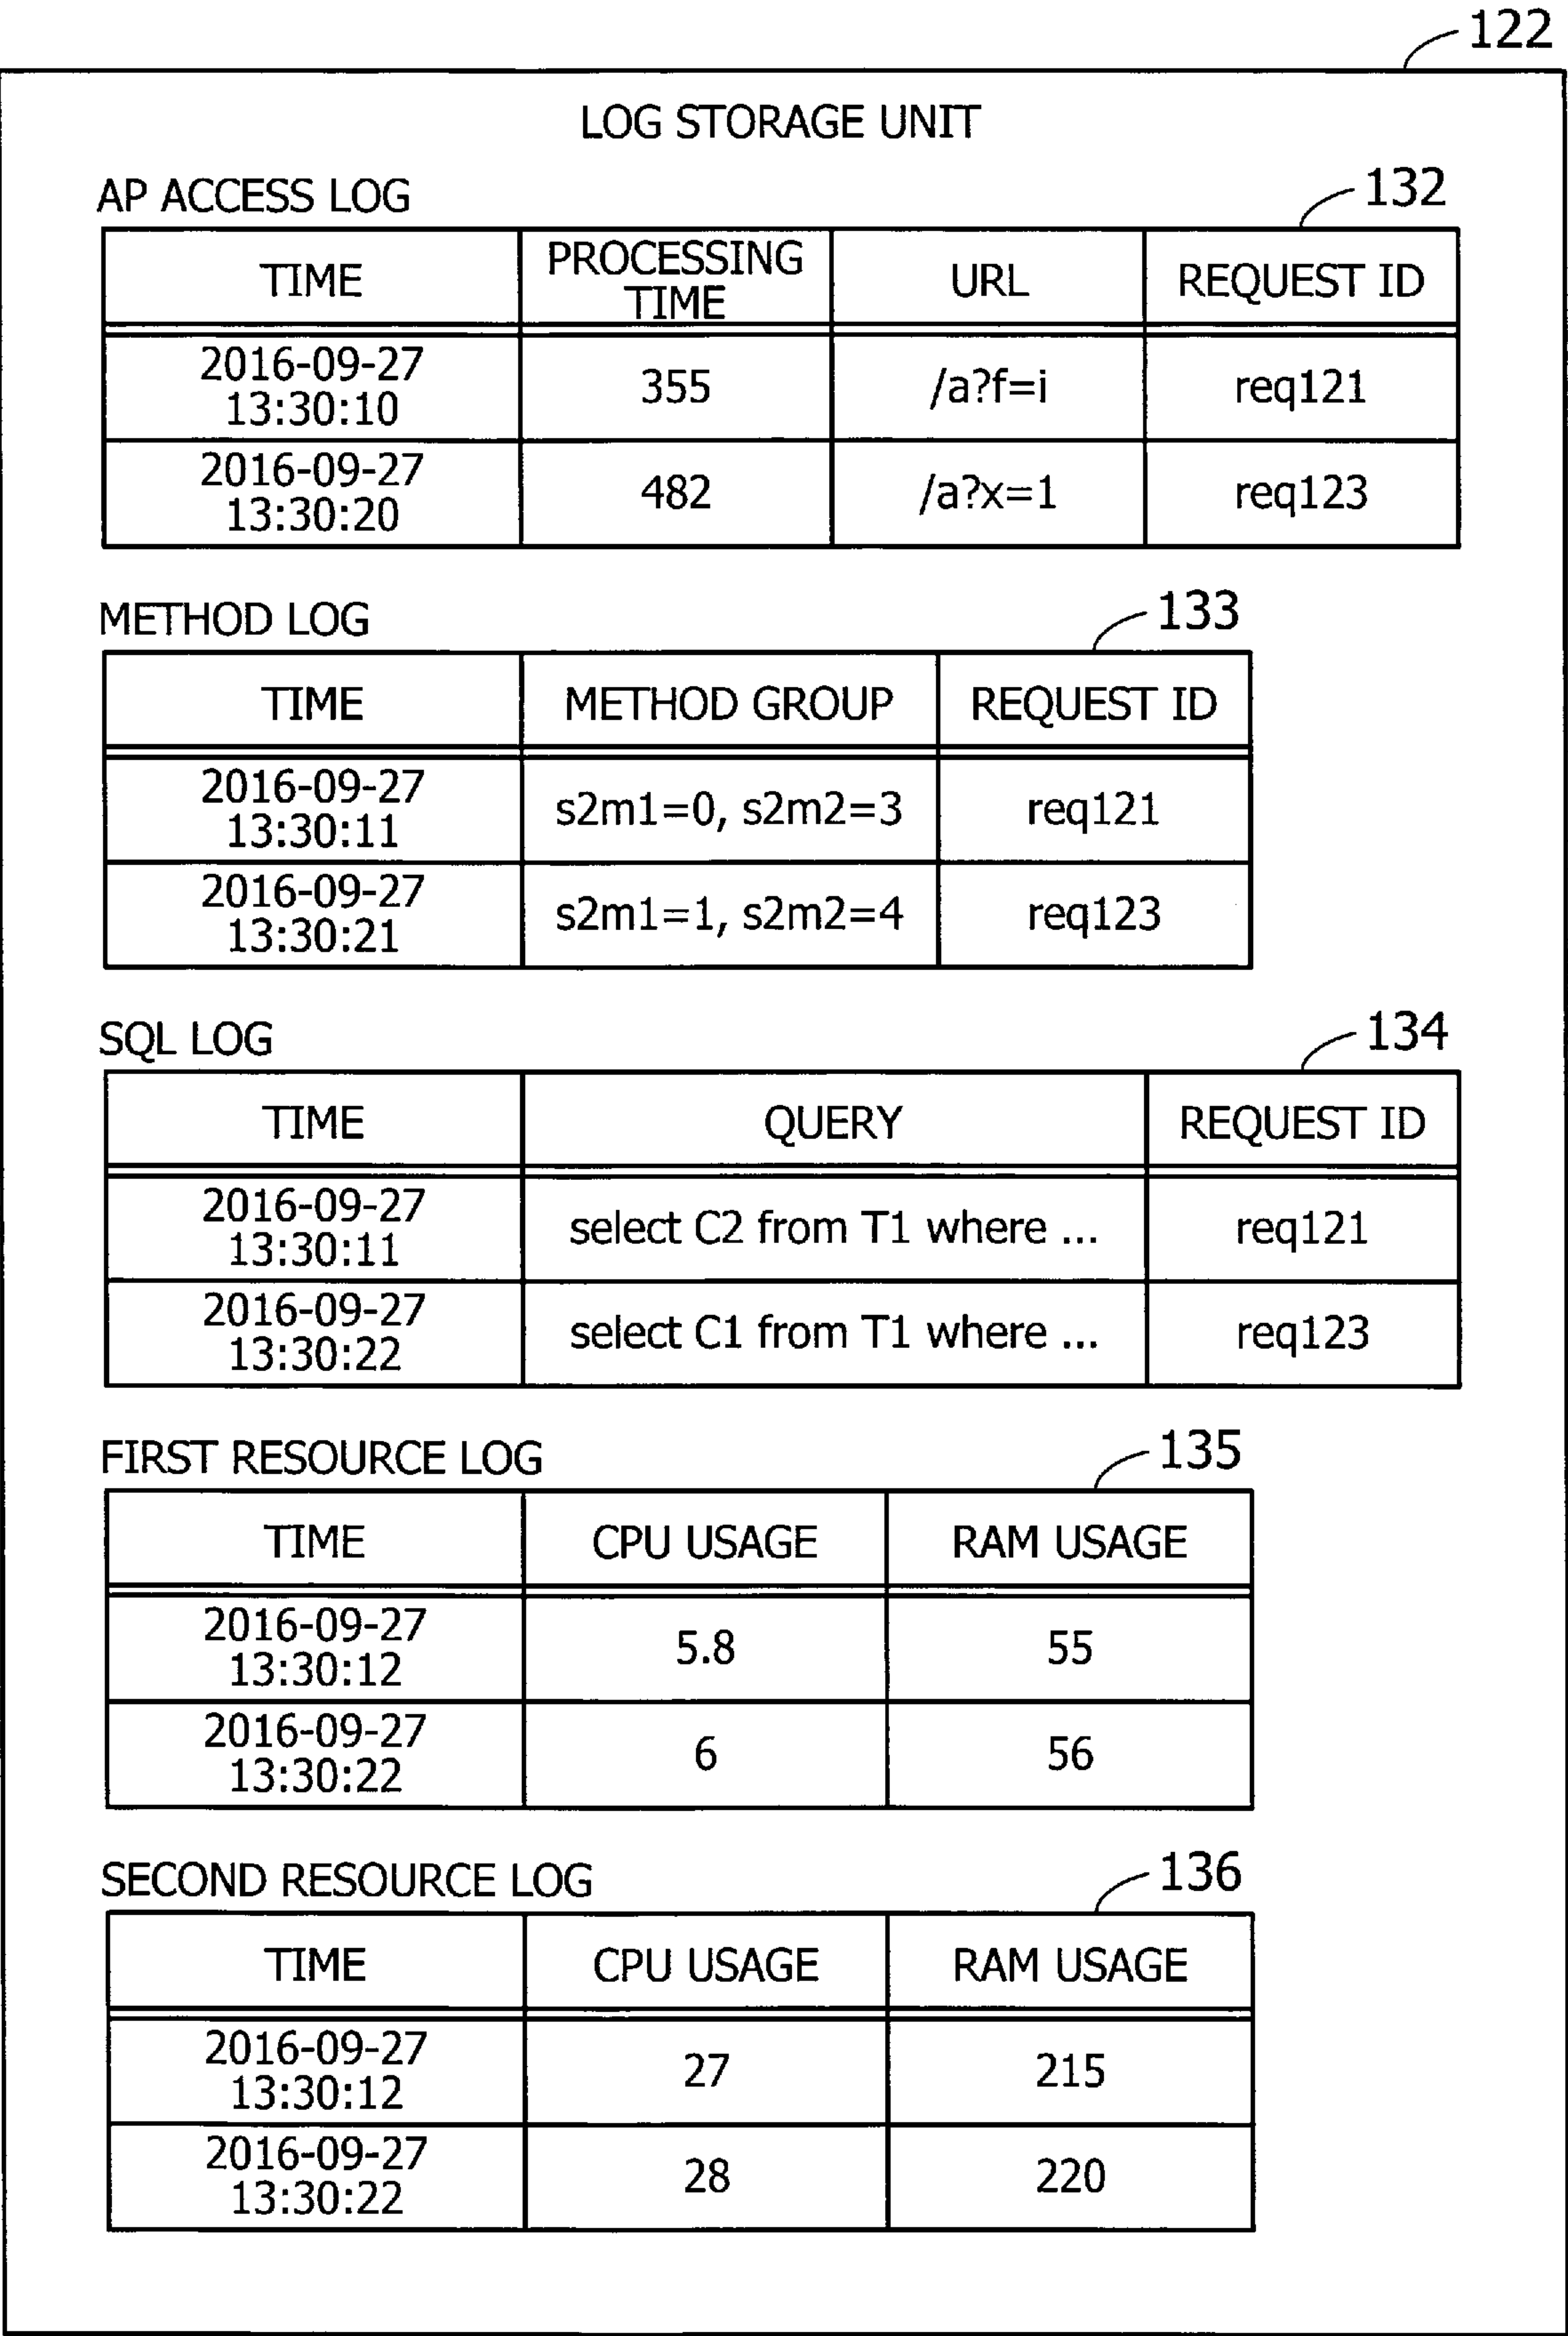 122
LOG STORAGE UNIT
AP ACCESS LOG
132
TIME
PROCESSING
TIME
URL
REQUEST ID
2016-09-27
13:30:10
355
/a?f=i
req121
2016-09-27
13:30:20
482
/a?x=1
req123
METHOD LOG
133
TIME
METHOD GROUP
REQUEST ID
2016-09-27
13:30:11
s2m1=0, s2m2=3
req121
2016-09-27
13:30:21
s2m1=1, s2m2=4
req123
SQL LOG
134
TIME
QUERY
REQUEST ID
2016-09-27
13:30:11
select C2 from T1 where ...
req121
2016-09-27
13:30:22
select C1 from T1 where ...
req123
FIRST RESOURCE LOG
135
TIME
CPU USAGE
RAM USAGE
2016-09-27
13:30:12
5.8
55
2016-09-27
13:30:22
6
56
SECOND RESOURCE LOG
136
TIME
CPU USAGE
RAM USAGE
2016-09-27
13:30:12
27
215
2016-09-27
13:30:22
28
220